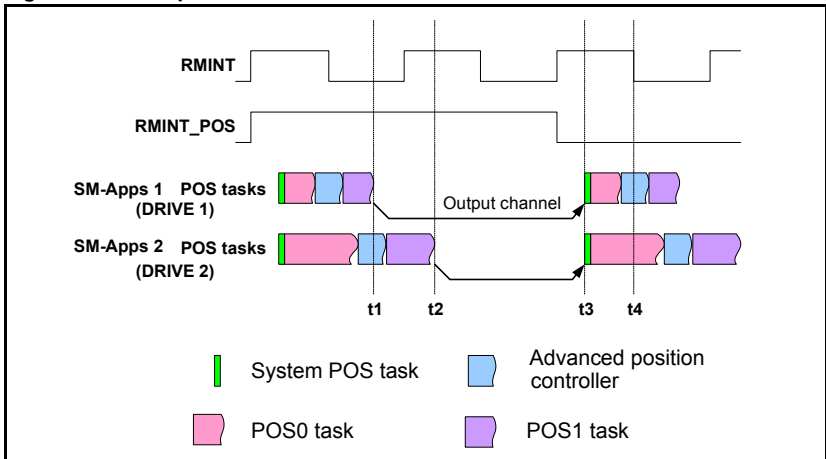 RMINT
RMINT_POS
SM-Apps 1 POS tasks
(DRIVE 1)
Output channel
SM-Apps 2 POS tasks
(DRIVE 2)
t1 t2 t3 t4
System POS task
Advanced position
controller
POS0 task
POS1 task